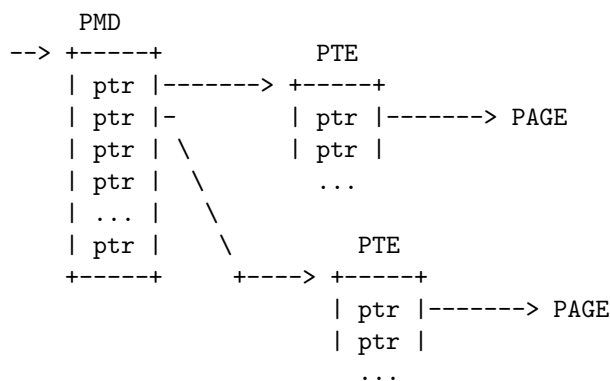 PMD
--> +-----+                  PTE
    | ptr |-------> +-----+
    | ptr |-        | ptr |-------> PAGE
    | ptr | \       | ptr |
    | ptr |  \        ...
    | ... |   \
    | ptr |    \           PTE
    +-----+     +----> +-----+
                       | ptr |-------> PAGE
                       | ptr |
                         ...